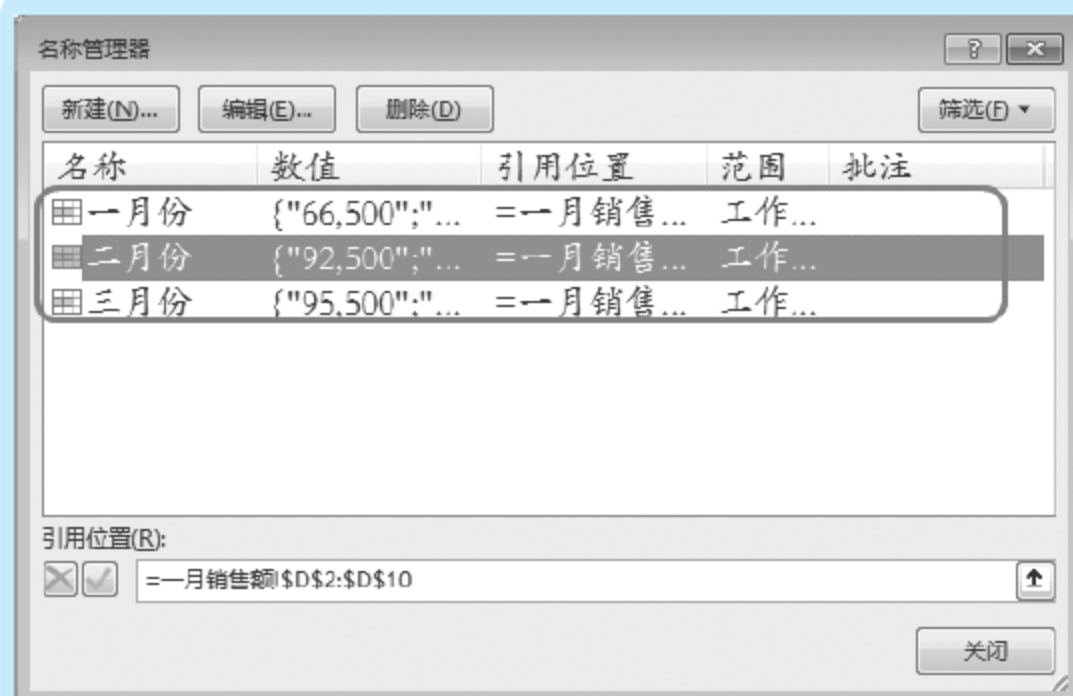 名称管理器
新建(N)... 编辑(E)... 删除(D) 筛选(F)
名称 数值 引用位置 范围 批注
一月份 {"66,500";"... =一月销售... 工作...
二月份 {"92,500";"... =一月销售... 工作...
三月份 {"95,500";"... =一月销售... 工作...
引用位置(R):
=一月销售额!$D$2:$D$10
关闭